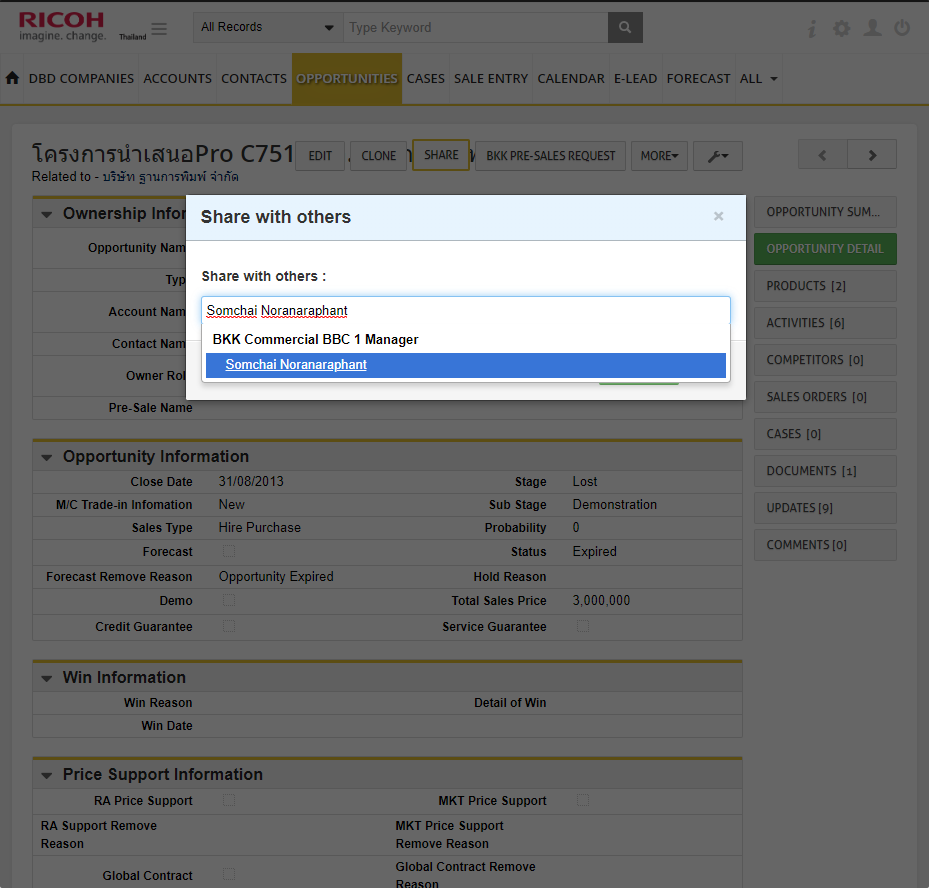 RICOH
imagine. change. Thailand
All Records
Type Keyword
DBD COMPANIES ACCOUNTS CONTACTS OPPORTUNITIES CASES SALE ENTRY CALENDAR E-LEAD FORECAST ALL
โครงการนำเสนอPro C751
EDIT CLONE SHARE BKK PRE-SALES REQUEST MORE
Related to - บริษัท ฐานการพิมพ์ จำกัด
Ownership Infor
Opportunity Nam
Typ
Account Nam
Contact Nam
Owner Rol
Pre-Sale Name
Share with others
×
Share with others :
Somchai Noranaraphant
BKK Commercial BBC 1 Manager
Somchai Noranaraphant
OPPORTUNITY SUM...
OPPORTUNITY DETAIL
PRODUCTS [2]
ACTIVITIES [6]
COMPETITORS [0]
SALES ORDERS [0]
CASES [0]
DOCUMENTS [1]
UPDATES [9]
COMMENTS [0]
Opportunity Information
Close Date 31/08/2013 Stage Lost
M/C Trade-in Infomation New Sub Stage Demonstration
Sales Type Hire Purchase Probability 0
Forecast Status Expired
Forecast Remove Reason Opportunity Expired Hold Reason
Demo Total Sales Price 3,000,000
Credit Guarantee Service Guarantee
Win Information
Win Reason Detail of Win
Win Date
Price Support Information
RA Price Support MKT Price Support
RA Support Remove Reason MKT Price Support Remove Reason
Global Contract Global Contract Remove Reason